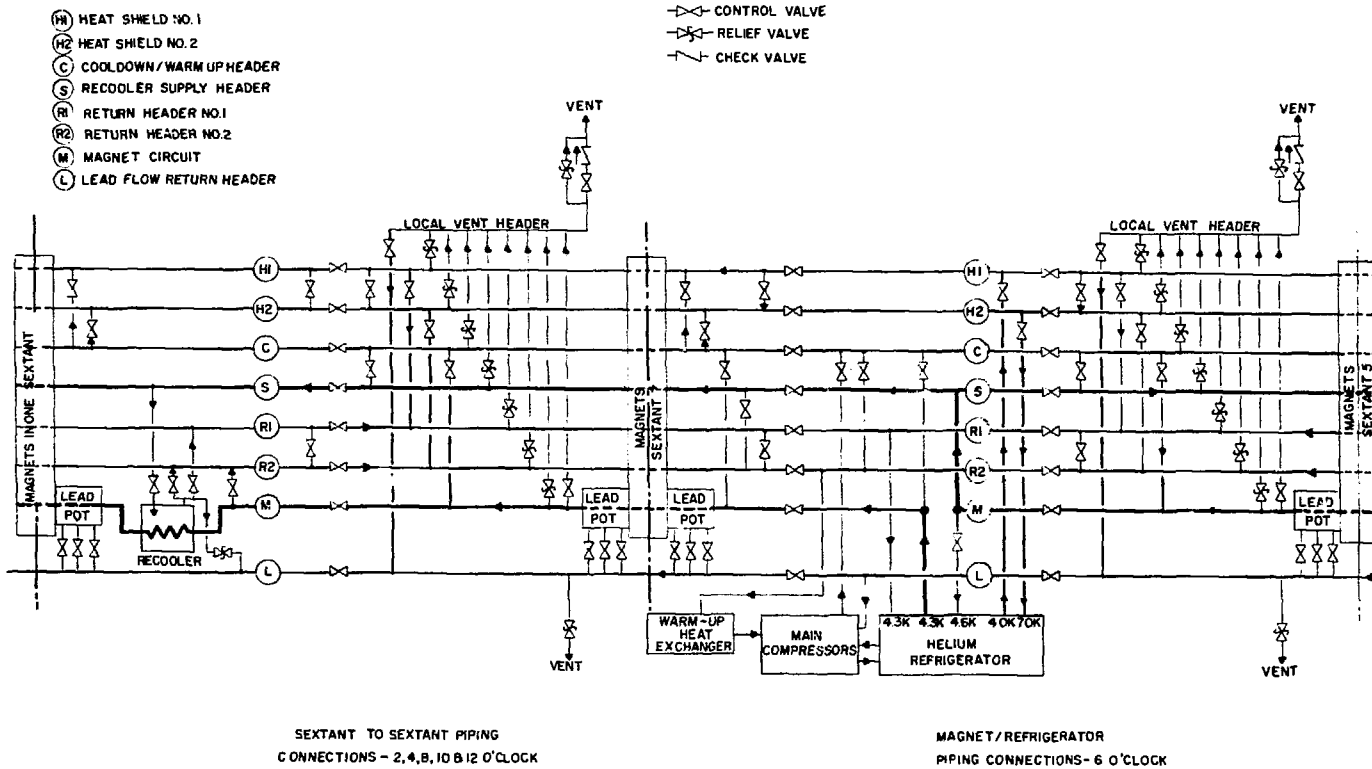 H1 HEAT SHIELD NO.1
H2 HEAT SHIELD NO.2
C COOLDOWN/WARM UP HEADER
S RECOOLER SUPPLY HEADER
R1 RETURN HEADER NO.1
R2 RETURN HEADER NO.2
M MAGNET CIRCUIT
L LEAD FLOW RETURN HEADER
CONTROL VALVE
RELIEF VALVE
CHECK VALVE
VENT
VENT
LOCAL VENT HEADER
LOCAL VENT HEADER
H1
H1
H2
H2
C
C
S
S
R1
R1
R2
R2
M
M
L
L
MAGNETS IN ONE SEXTANT
MAGNETS
SEXTANT 7
MAGNETS
SEXTANT 5
LEAD
POT
RECOOLER
LEAD
POT
LEAD
POT
LEAD
POT
WARM-UP
HEAT
EXCHANGER
MAIN
COMPRESSORS
4.3K 4.3K 4.6K 40K 70K
HELIUM
REFRIGERATOR
VENT
VENT
SEXTANT TO SEXTANT PIPING
CONNECTIONS - 2,4,8,10 & 12 O'CLOCK
MAGNET/REFRIGERATOR
PIPING CONNECTIONS - 6 O'CLOCK